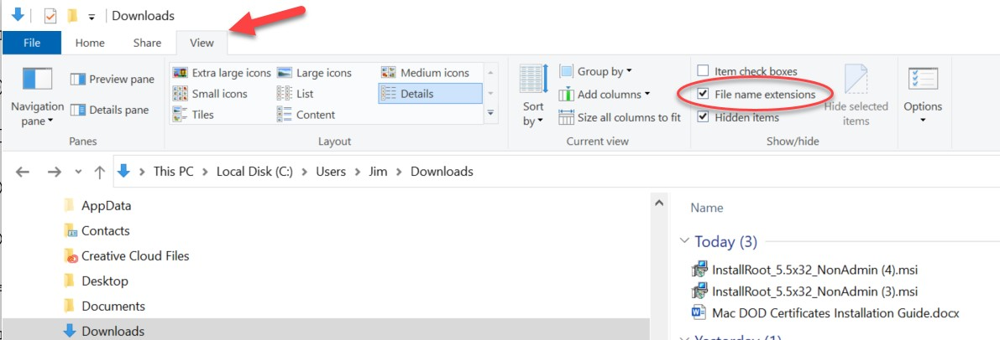 Downloads
File Home Share View
Navigation pane
Preview pane
Details pane
Panes
Extra large icons Large icons Medium icons
Small icons List Details
Tiles Content
Layout
Sort by
Group by
Add columns
Size all columns to fit
Current view
Item check boxes
File name extensions
Hidden items
Hide selected items
Show/hide
Options
This PC > Local Disk (C:) > Users > Jim > Downloads
AppData
Contacts
Creative Cloud Files
Desktop
Documents
Downloads
Name
Today (3)
InstallRoot_5.5x32_NonAdmin (4).msi
InstallRoot_5.5x32_NonAdmin (3).msi
Mac DOD Certificates Installation Guide.docx
Yesterday (1)